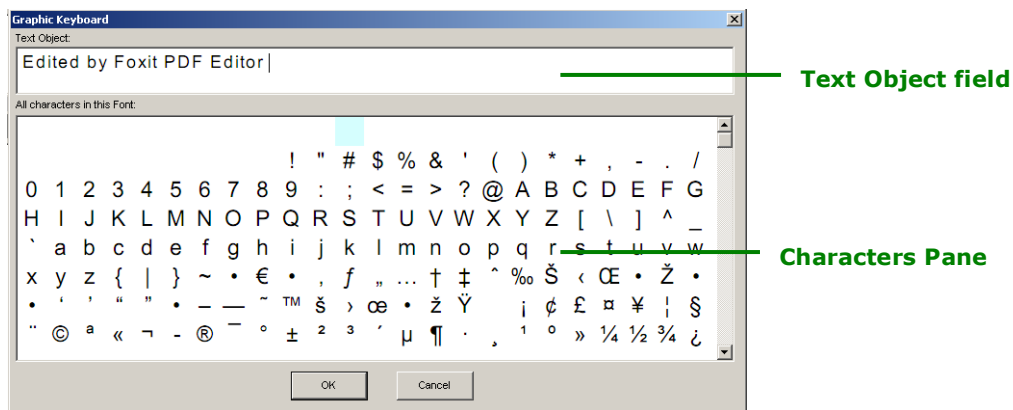 Graphic Keyboard
Text Object:
Edited by Foxit PDF Editor
Text Object field
All characters in this Font:
! " # $ % & ' ( ) * + , - . /
0 1 2 3 4 5 6 7 8 9 : ; < = > ? @ A B C D E F G
H I J K L M N O P Q R S T U V W X Y Z [ \ ] ^ _
` a b c d e f g h i j k l m n o p q r s t u v w
Characters Pane
x y z { | } ~ • € • ‚ ƒ „ … † ‡ ˆ ‰ Š ‹ Œ • Ž •
• ‘ ’ “ ” • – — ˜ ™ š › œ • ž Ÿ ¡ ¢ £ ¤ ¥ ¦ §
¨ © ª « ¬ - ® ¯ ° ± ² ³ ´ µ ¶ · ¸ ¹ º » ¼ ½ ¾ ¿
OK Cancel